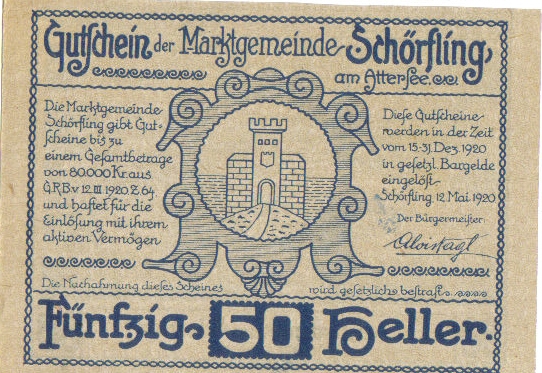 Gutschein der Marktgemeinde Schörfling
am Attersee.
Die Marktgemeinde
Schörfling gibt Gut-
scheine bis zu
einem Gesamtbetrage
von 80.000 Kr. aus
G.R.B.v. 12.III 1920 Z.64
und haftet für die
Einlösung mit ihrem
aktiven Vermögen
Diese Gutscheine
werden in der Zeit
vom 15-31. Dez. 1920
in gesetzl. Bargelde
eingelöst.
Schörfling 12 Mai. 1920
Der Bürgermeister:
Die Nachahmung dieses Scheines wird gesetzlich bestraft.
Fünfzig 50 Heller.